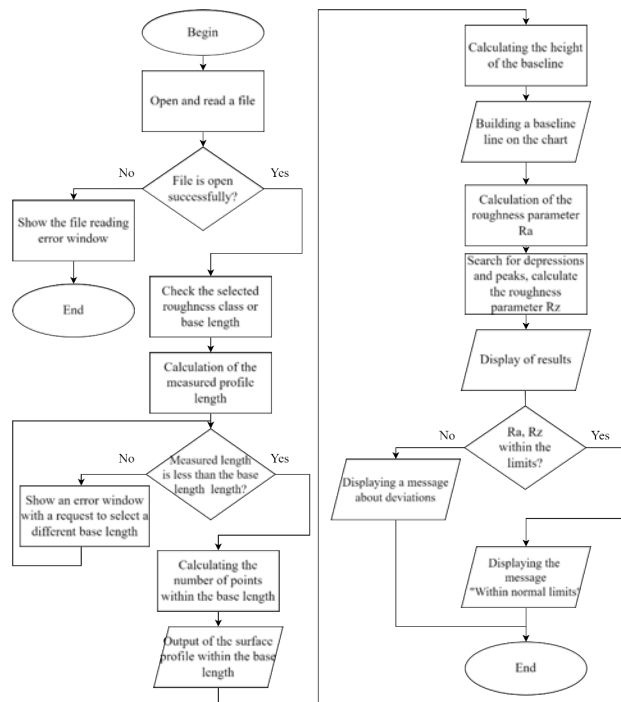 Begin
Open and read a file
File is open
successfully?
No
Yes
Show the file reading
error window
End
Check the selected
roughness class or
base length
Calculation of the
measured profile
length
Measured length
is less than the base
length length?
No
Yes
Show an error window
with a request to select a
different base length
Calculating the
number of points
within the base length
Output of the surface
profile within the base
length
Calculating the height
of the baseline
Building a baseline
line on the chart
Calculation of the
roughness parameter
Ra
Search for depressions
and peaks, calculate
the roughness
parameter Rz
Display of results
Ra, Rz
within the
limits?
No
Yes
Displaying a message
about deviations
Displaying the
message
"Within normal limits"
End